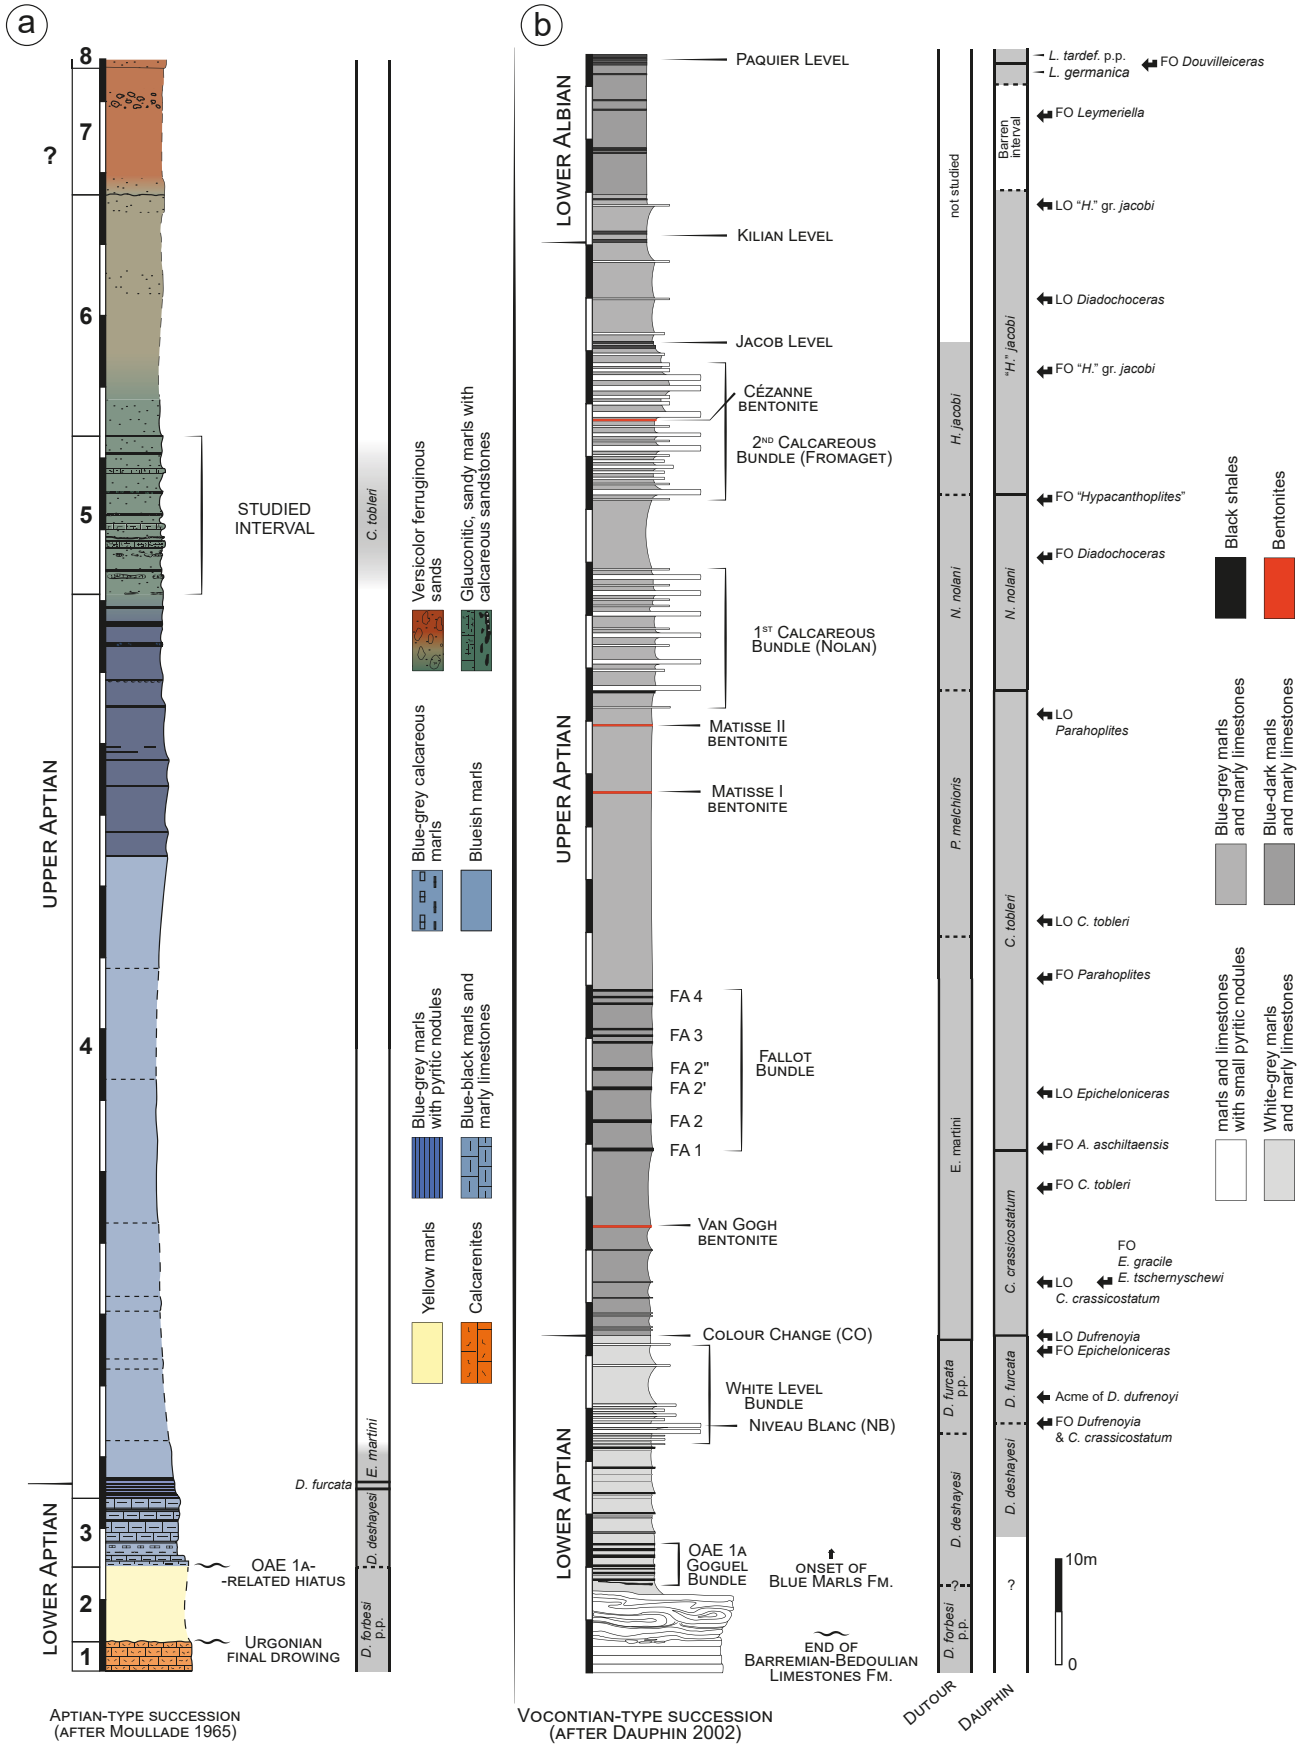 a
8
7
?
6
5
4
3
2
1
UPPER APTIAN
LOWER APTIAN
STUDIED
INTERVAL
C. tobleri
E. martini
D. furcata
D. deshayesi
D. forbesi
p.p.
OAE 1A-
-RELATED HIATUS
URGONIAN
FINAL DROWING
Versicolor ferruginous
sands
Glauconitic, sandy marls with
calcareous sandstones
Blue-grey calcareous
marls
Blueish marls
Blue-grey marls
with pyritic nodules
Blue-black marls and
marly limestones
Yellow marls
Calcarenites
APTIAN-TYPE SUCCESSION
(AFTER MOULLADE 1965)
b
LOWER ALBIAN
UPPER APTIAN
LOWER APTIAN
PAQUIER LEVEL
KILIAN LEVEL
JACOB LEVEL
CÉZANNE
BENTONITE
2ND CALCAREOUS
BUNDLE (FROMAGET)
1ST CALCAREOUS
BUNDLE (NOLAN)
MATISSE II
BENTONITE
MATISSE I
BENTONITE
FA 4
FA 3
FA 2"
FA 2'
FA 2
FA 1
FALLOT
BUNDLE
VAN GOGH
BENTONITE
COLOUR CHANGE (CO)
WHITE LEVEL
BUNDLE
NIVEAU BLANC (NB)
OAE 1A
GOGUEL
BUNDLE
ONSET OF
BLUE MARLS FM.
END OF
BARREMIAN-BEDOULIAN
LIMESTONES FM.
VOCONTIAN-TYPE SUCCESSION
(AFTER DAUPHIN 2002)
not studied
H. jacobi
N. nolani
P. melchioris
E. martini
D. furcata
p.p.
D. deshayesi
?
D. forbesi
p.p.
DUTOUR
L. tardef. p.p.
L. germanica
Barren
interval
"H." jacobi
N. nolani
C. tobleri
C. crassicostatum
D. furcata
D. deshayesi
?
DAUPHIN
FO Douvilleiceras
FO Leymeriella
LO "H." gr. jacobi
LO Diadochoceras
FO "H." gr. jacobi
FO "Hypacanthoplites"
FO Diadochoceras
LO
Parahoplites
LO C. tobleri
FO Parahoplites
LO Epicheloniceras
FO A. aschiltaensis
FO C. tobleri
FO
E. gracile
E. tschernyschewi
LO
C. crassicostatum
LO Dufrenoyia
FO Epicheloniceras
Acme of D. dufrenoyi
FO Dufrenoyia
& C. crassicostatum
Black shales
Bentonites
Blue-grey marls
and marly limestones
Blue-dark marls
and marly limestones
marls and limestones
with small pyritic nodules
White-grey marls
and marly limestones
10m
0